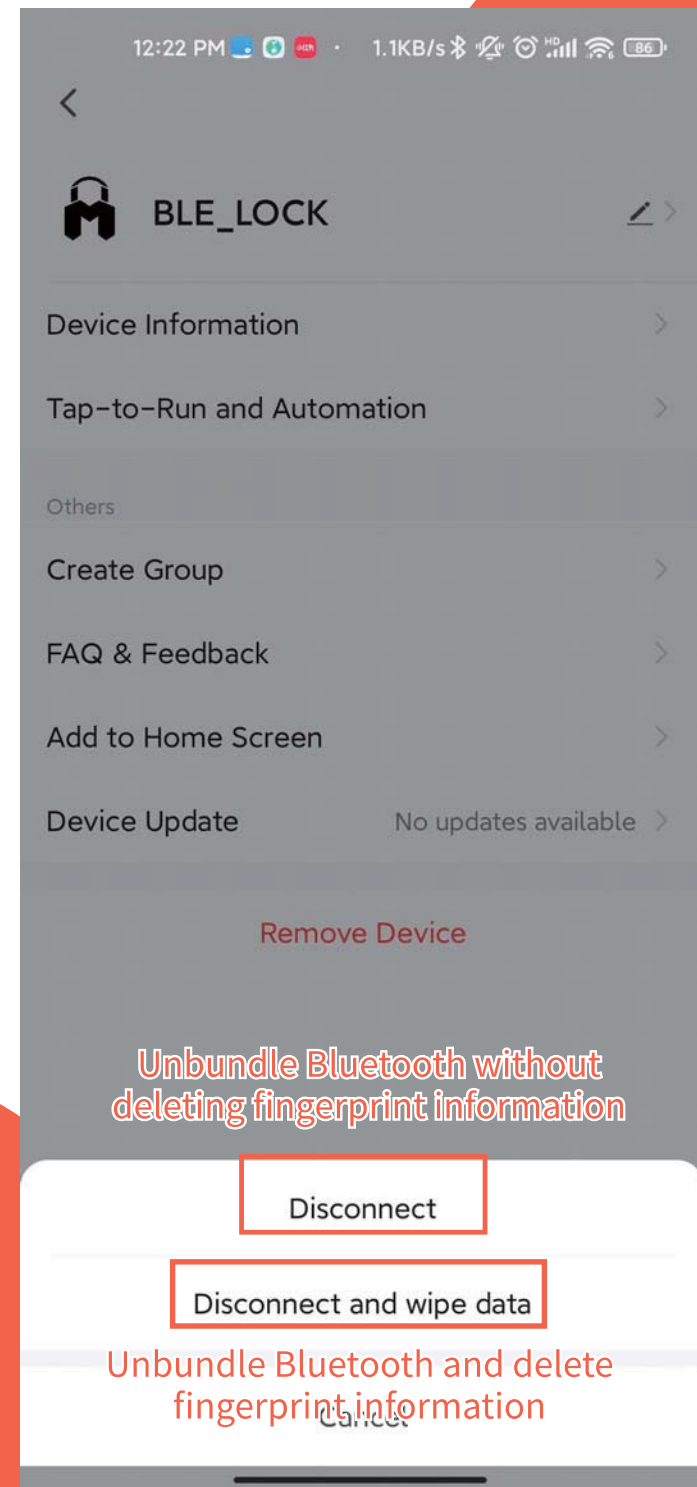 12:22 PM · 1.1KB/s HD 86
BLE_LOCK
Device Information
Tap-to-Run and Automation
Others
Create Group
FAQ & Feedback
Add to Home Screen
Device Update No updates available
Remove Device
Unbundle Bluetooth without
deleting fingerprint information
Disconnect
Disconnect and wipe data
Unbundle Bluetooth and delete
fingerprint information
Cancel